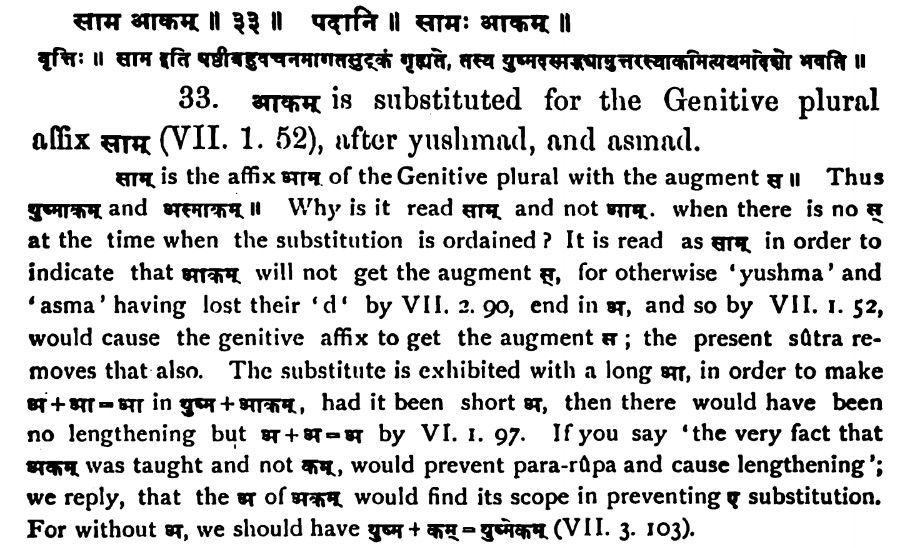 साम आकम् ॥ ३३ ॥ पदानि ॥ सामः आकम् ॥
वृत्तिः ॥ साम इति षष्ठीबहुवचनमागतसुट्कं गृह्यते, तस्य युष्मदस्मद्भ्यामुत्तरस्याकमित्ययमादेशो भवति ॥
33. आकम् is substituted for the Genitive plural
affix साम् (VII. 1. 52), after yushmad, and asmad.
साम् is the affix आम् of the Genitive plural with the augment स ॥ Thus
युष्माकम् and अस्माकम् ॥ Why is it read साम् and not आम्. when there is no स्
at the time when the substitution is ordained ? It is read as साम् in order to
indicate that आकम् will not get the augment स्, for otherwise 'yushma' and
'asma' having lost their 'd' by VII. 2. 90, end in अ, and so by VII. 1. 52,
would cause the genitive affix to get the augment स ; the present sûtra re-
moves that also. The substitute is exhibited with a long आ, in order to make
अ + आ = आ in युष्म + आकम्, had it been short अ, then there would have been
no lengthening but अ + अ = अ by VI. 1. 97. If you say 'the very fact that
अकम् was taught and not कम्, would prevent para-rûpa and cause lengthening';
we reply, that the अ of अकम् would find its scope in preventing ए substitution.
For without अ, we should have युष्म + कम् = युष्मेकम् (VII. 3. 103).